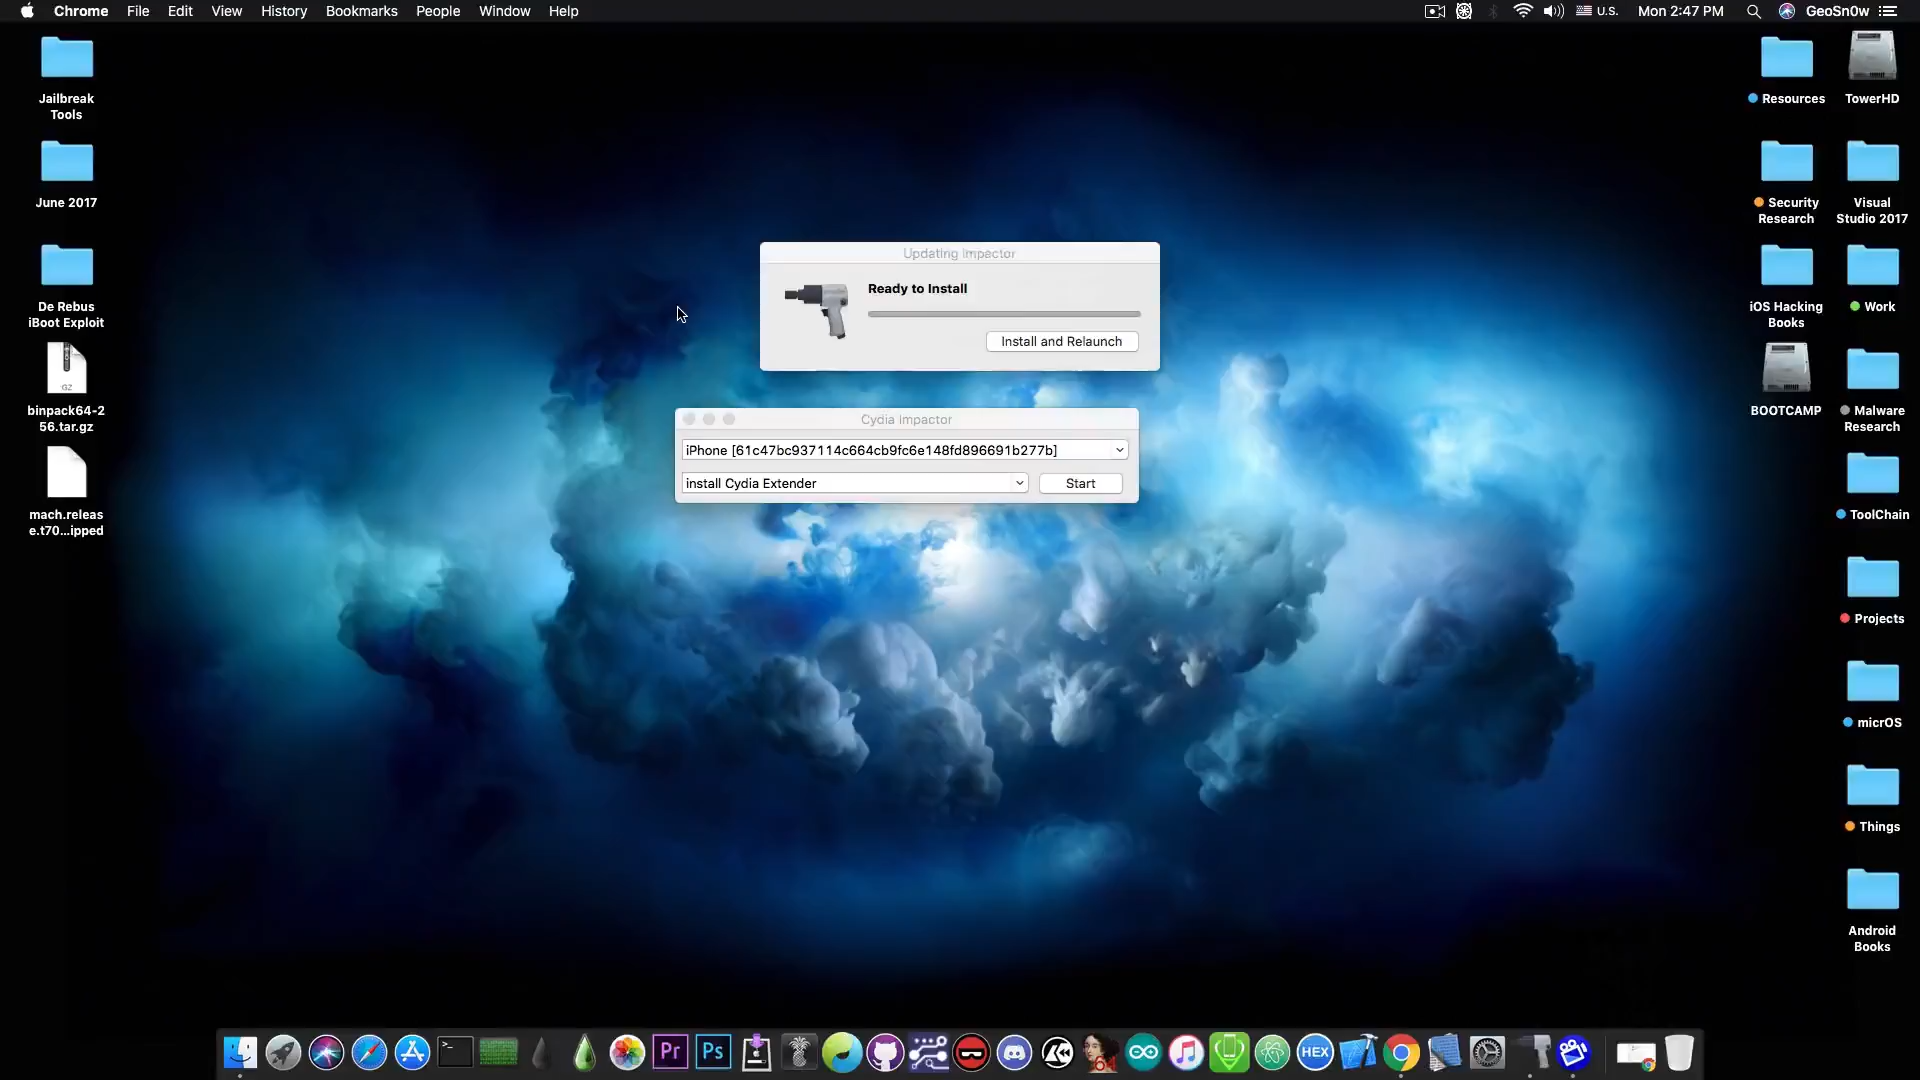 Chrome File Edit View History Bookmarks People Window Help
U.S. Mon 2:47 PM GeoSn0w
Jailbreak
Tools
June 2017
De Rebus
iBoot Exploit
GZ
binpack64-2
56.tar.gz
mach.releas
e.t70...ipped
Updating Impactor
Ready to Install
Install and Relaunch
Cydia Impactor
iPhone [61c47bc937114c664cb9fc6e148fd896691b277b]
install Cydia Extender
Start
Resources
TowerHD
Security
Research
Visual
Studio 2017
iOS Hacking
Books
Work
BOOTCAMP
Malware
Research
ToolChain
Projects
micrOS
Things
Android
Books
>_
Pr
Ps
64
HEX